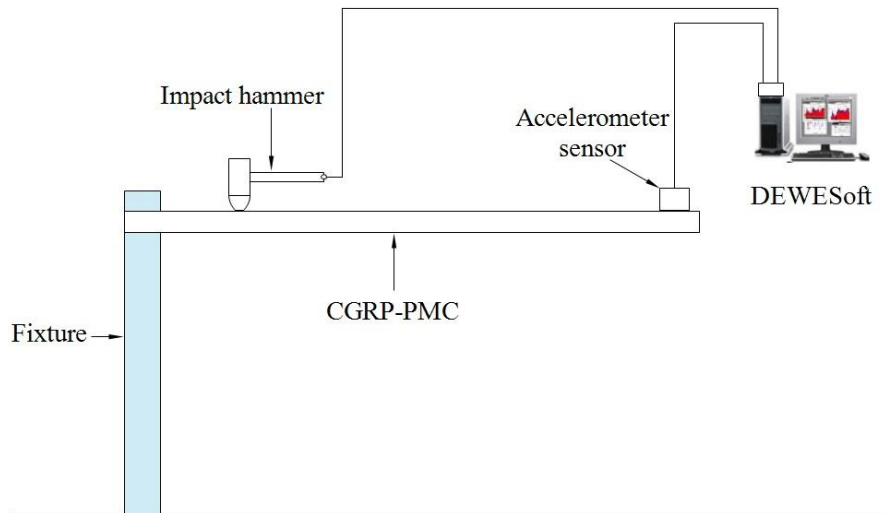 Impact hammer
Accelerometer
sensor
DEWESoft
CGRP-PMC
Fixture